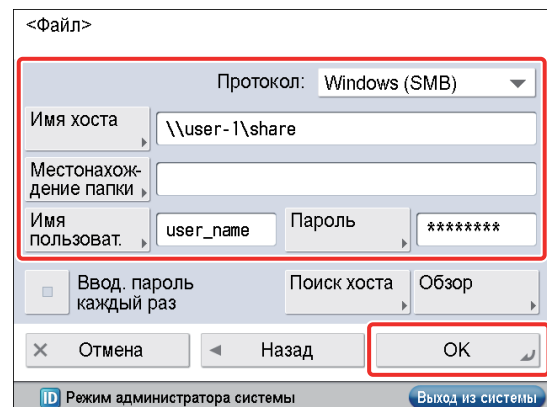 <Файл>
Протокол: Windows (SMB)
Имя хоста \\user-1\share
Местонахож-
дение папки
Имя
пользоват. user_name Пароль ********
Ввод. пароль
каждый раз Поиск хоста Обзор
Отмена Назад OK
ID Режим администратора системы Выход из системы